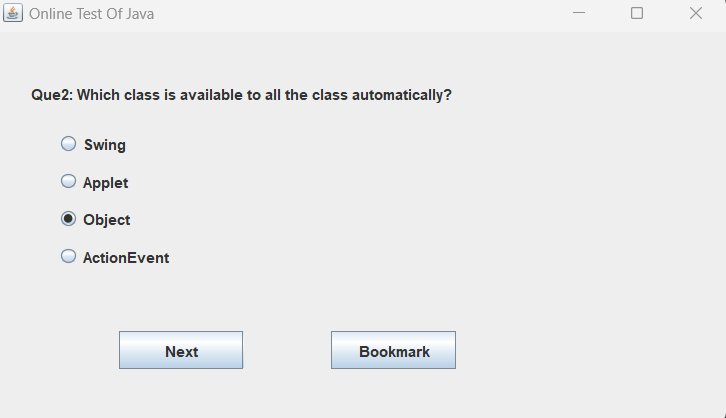 Online Test Of Java
Que2: Which class is available to all the class automatically?
Swing
Applet
Object
ActionEvent
Next
Bookmark